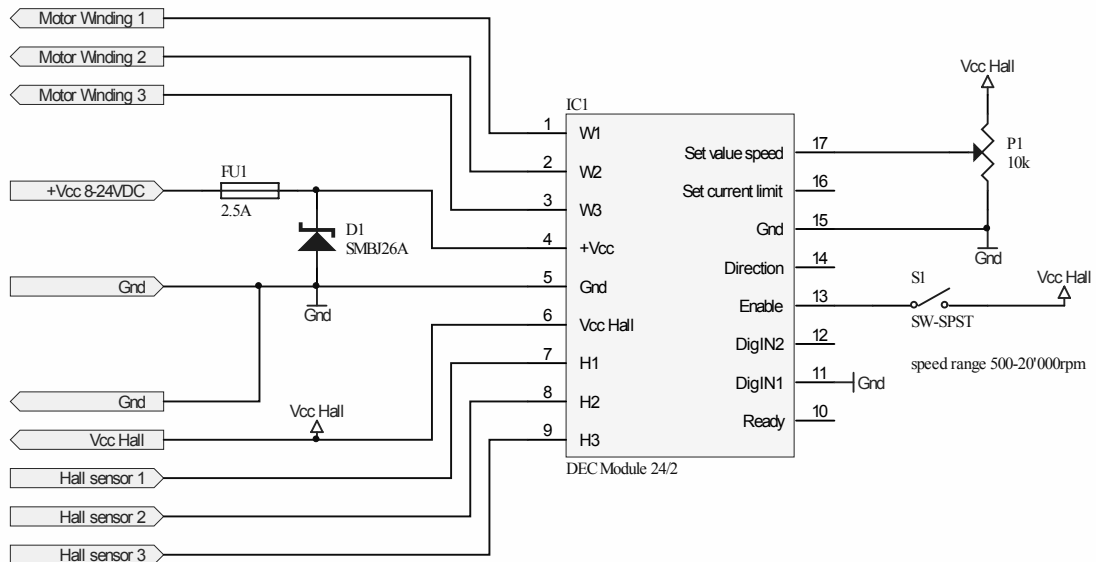 Motor Winding 1
Motor Winding 2
Motor Winding 3
+Vcc 8-24VDC
Gnd
Gnd
Vcc Hall
Hall sensor 1
Hall sensor 2
Hall sensor 3
FU1
2.5A
D1
SMBJ26A
Gnd
Vcc Hall
IC1
1 W1
2 W2
3 W3
4 +Vcc
5 Gnd
6 Vcc Hall
7 H1
8 H2
9 H3
Set value speed 17
Set current limit 16
Gnd 15
Direction 14
Enable 13
DigIN2 12
DigIN1 11
Ready 10
DEC Module 24/2
Vcc Hall
P1
10k
Gnd
S1
SW-SPST
Vcc Hall
speed range 500-20'000rpm
Gnd